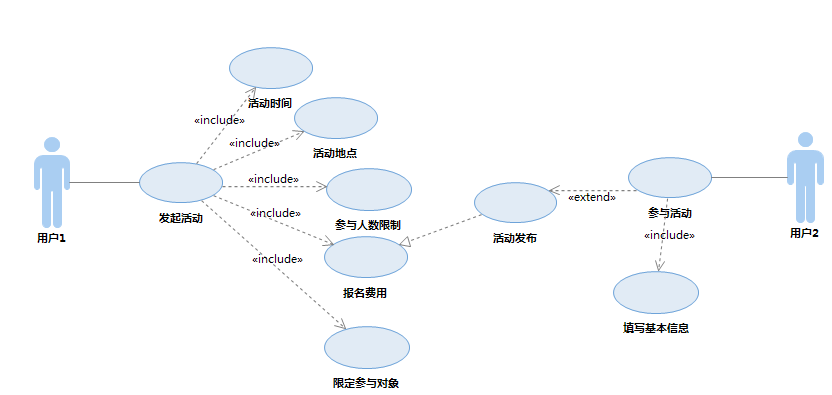 活动时间
«include»
活动地点
«include»
«include»
参与人数限制
«include»
发起活动
用户1
«include»
报名费用
限定参与对象
活动发布
«extend»
参与活动
«include»
用户2
填写基本信息